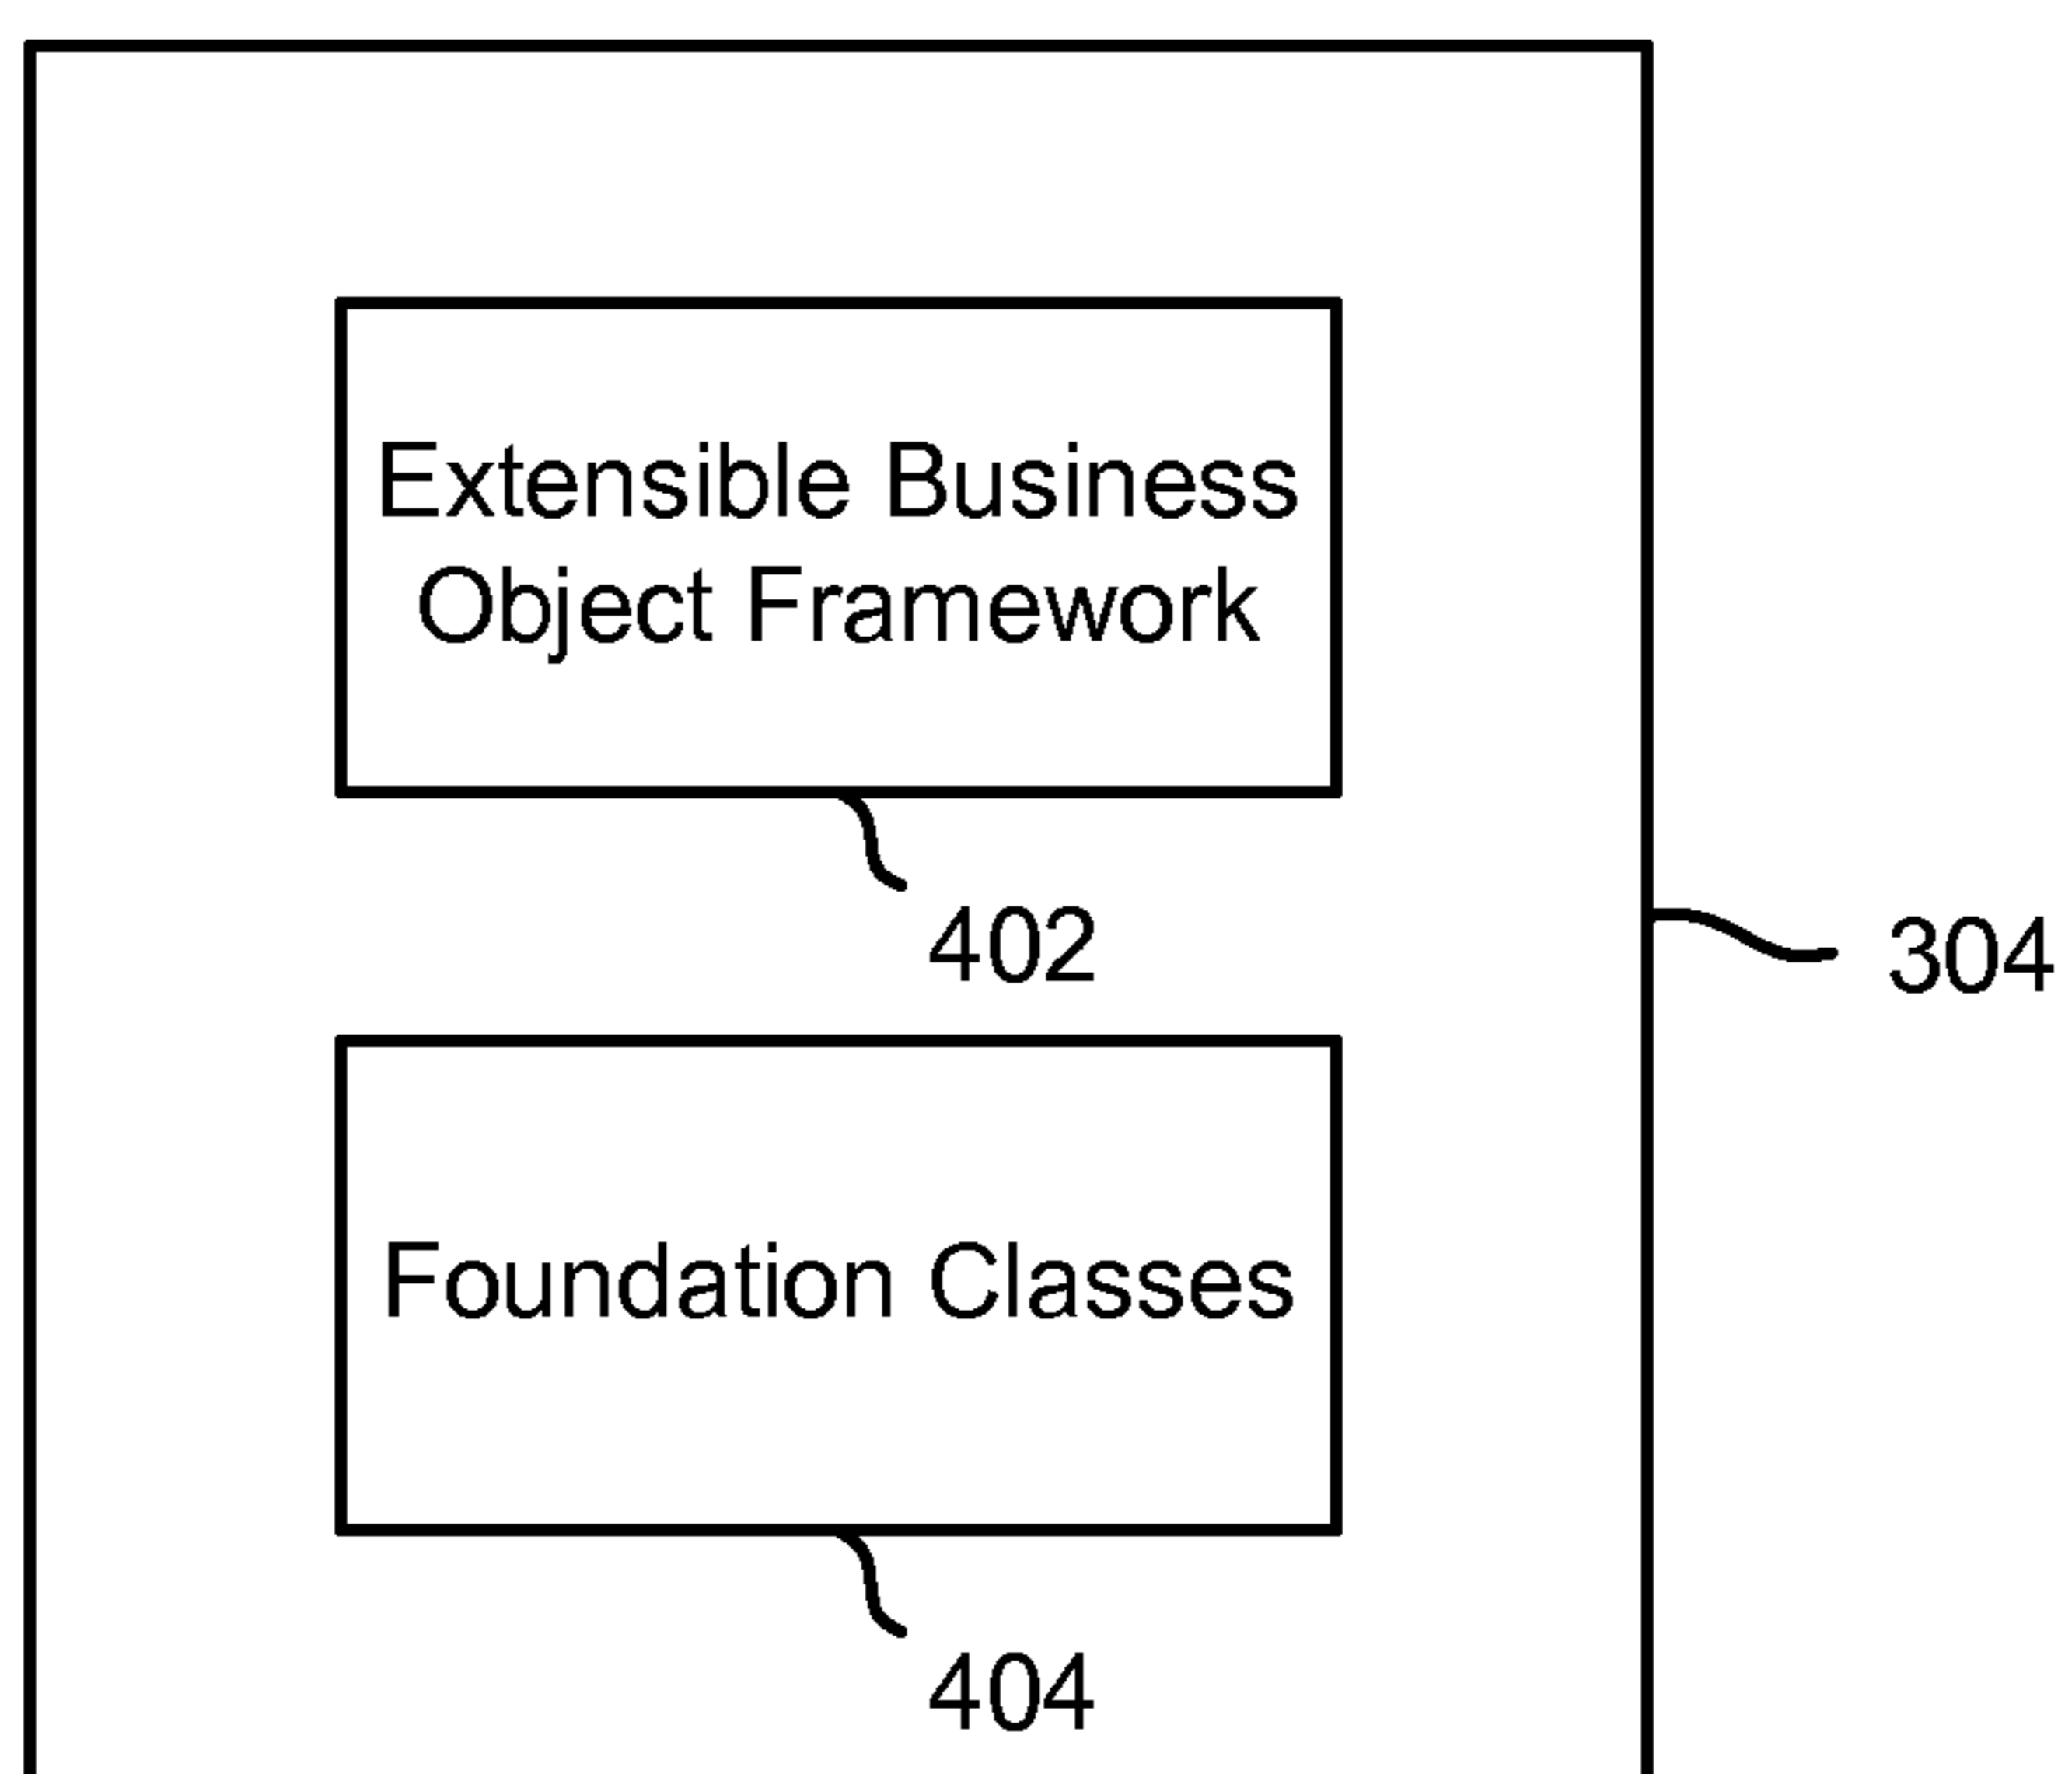 Extensible Business
Object Framework
402
304
Foundation Classes
404